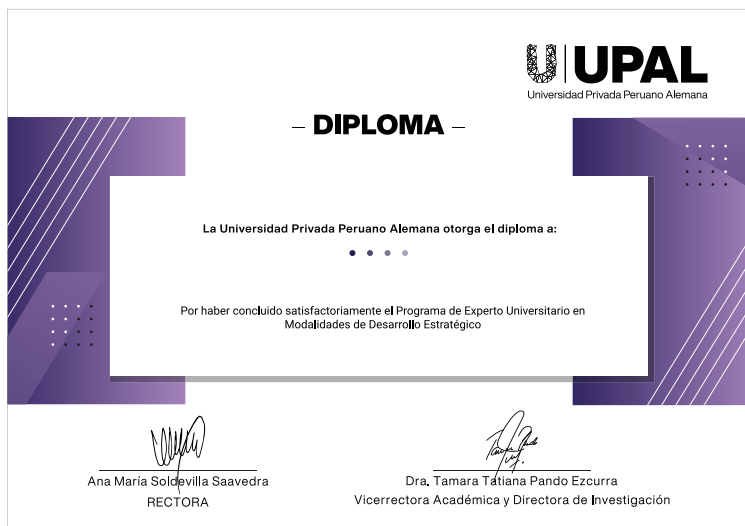 UPAL
Universidad Privada Peruano Alemana
– DIPLOMA –
La Universidad Privada Peruano Alemana otorga el diploma a:
Por haber concluido satisfactoriamente el Programa de Experto Universitario en
Modalidades de Desarrollo Estratégico
Ana María Soldevilla Saavedra
RECTORA
Dra. Tamara Tatiana Pando Ezcurra
Vicerrectora Académica y Directora de Investigación